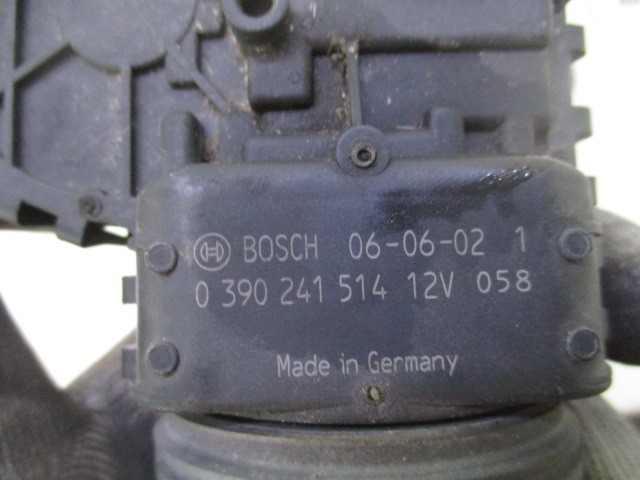 BOSCH 06-06-02 1
0 390 241 514 12V 058
Made in Germany